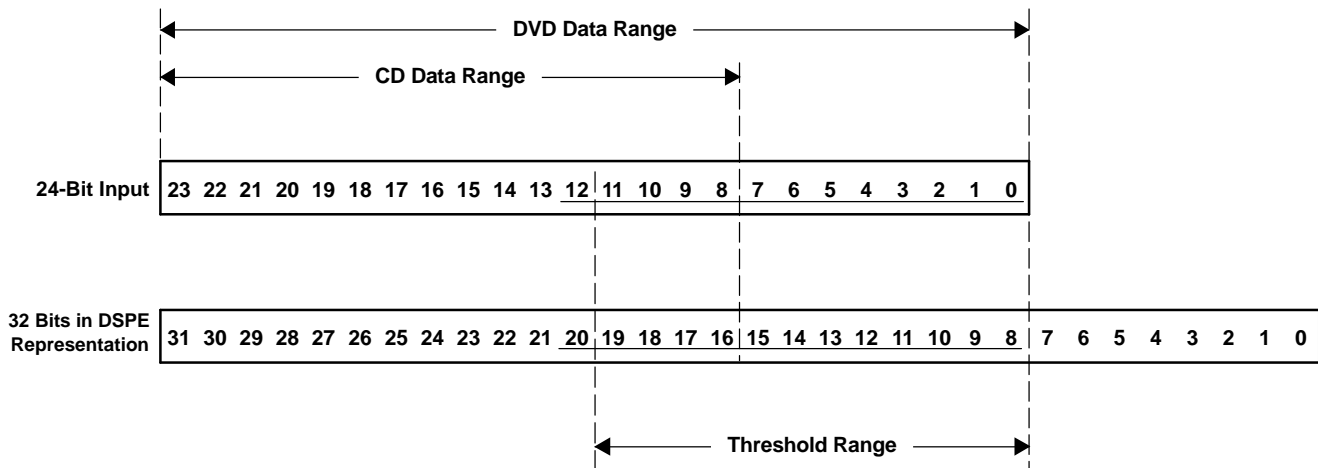 DVD Data Range
CD Data Range
24-Bit Input 23 22 21 20 19 18 17 16 15 14 13 12 11 10 9 8 7 6 5 4 3 2 1 0
32 Bits in DSPE
Representation 31 30 29 28 27 26 25 24 23 22 21 20 19 18 17 16 15 14 13 12 11 10 9 8 7 6 5 4 3 2 1 0
Threshold Range